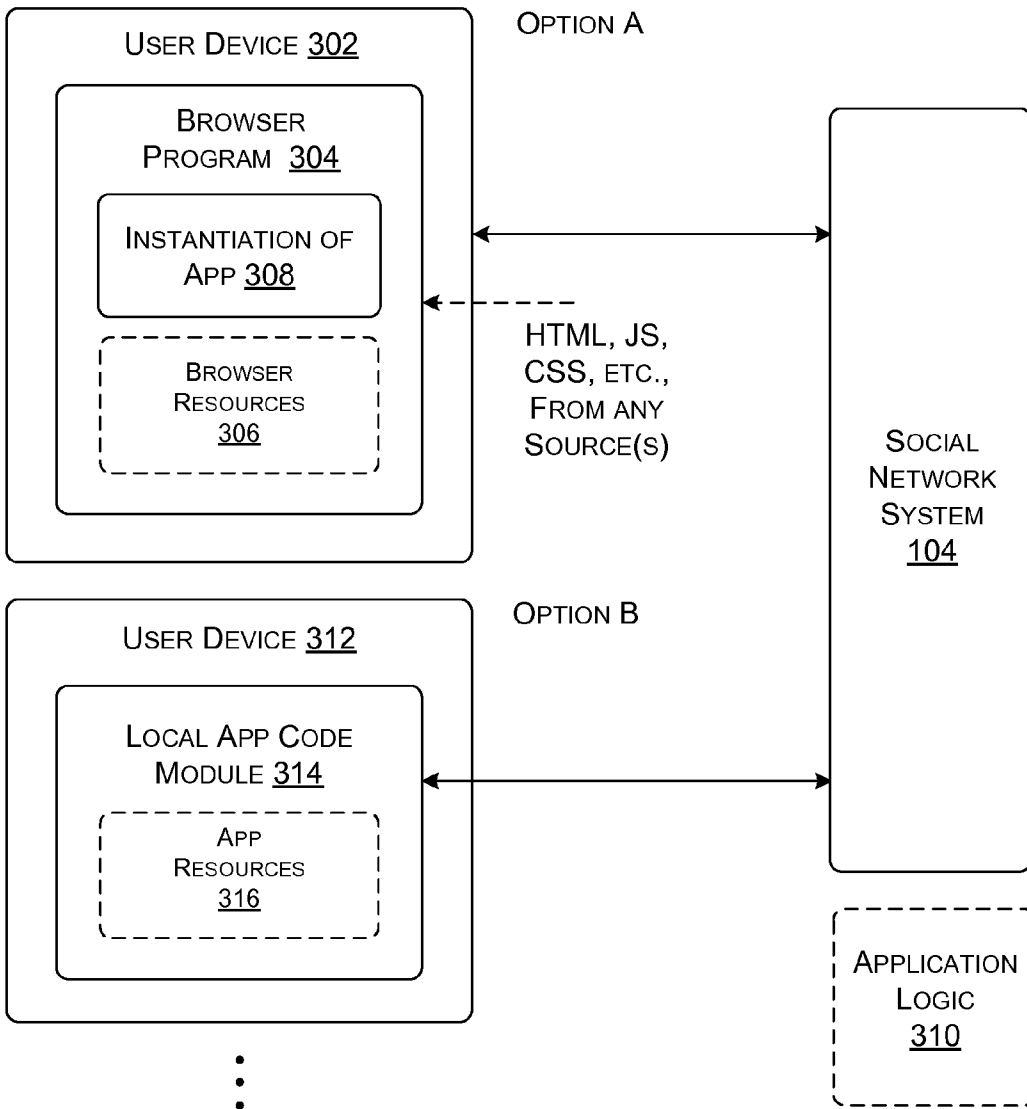 OPTION A
USER DEVICE 302
BROWSER
PROGRAM 304
INSTANTIATION OF
APP 308
BROWSER
RESOURCES
306
HTML, JS,
CSS, ETC.,
FROM ANY
SOURCE(S)
SOCIAL
NETWORK
SYSTEM
104
OPTION B
USER DEVICE 312
LOCAL APP CODE
MODULE 314
APP
RESOURCES
316
APPLICATION
LOGIC
310